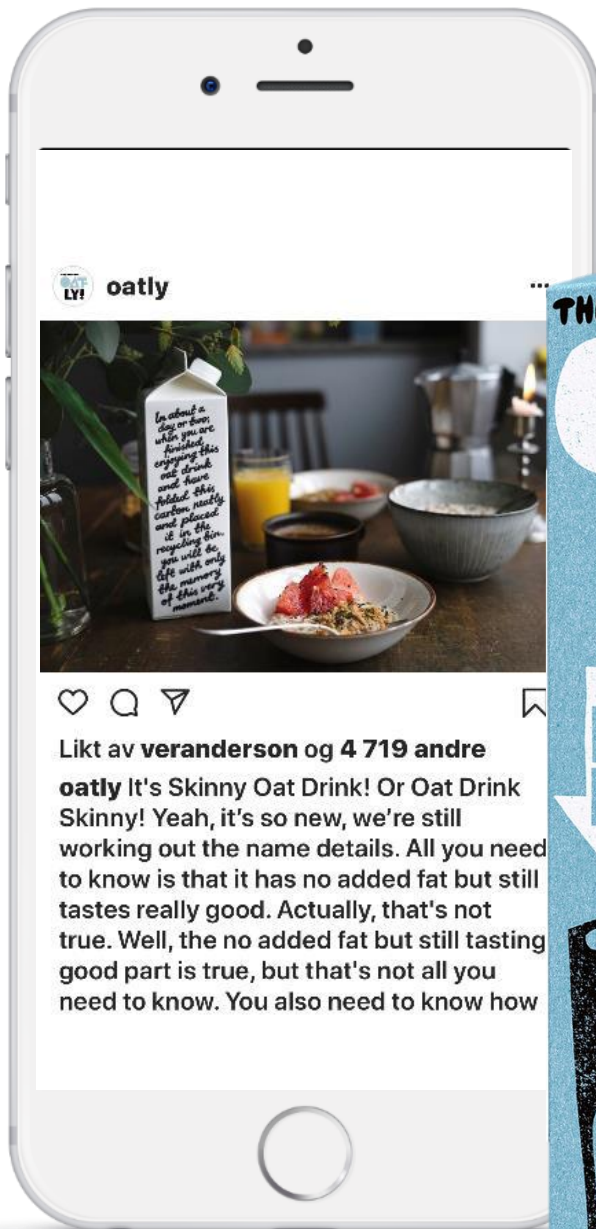 OAT
LY!
oatly
In about a
day or two,
when you are
finished
enjoying this
oat drink
and have
folded this
carton neatly
and placed
it in the
recycling bin,
you will be
left with only
the memory
of this very
moment.
Likt av veranderson og 4 719 andre
oatly It's Skinny Oat Drink! Or Oat Drink
Skinny! Yeah, it's so new, we're still
working out the name details. All you need
to know is that it has no added fat but still
tastes really good. Actually, that's not
true. Well, the no added fat but still tasting
good part is true, but that's not all you
need to know. You also need to know how